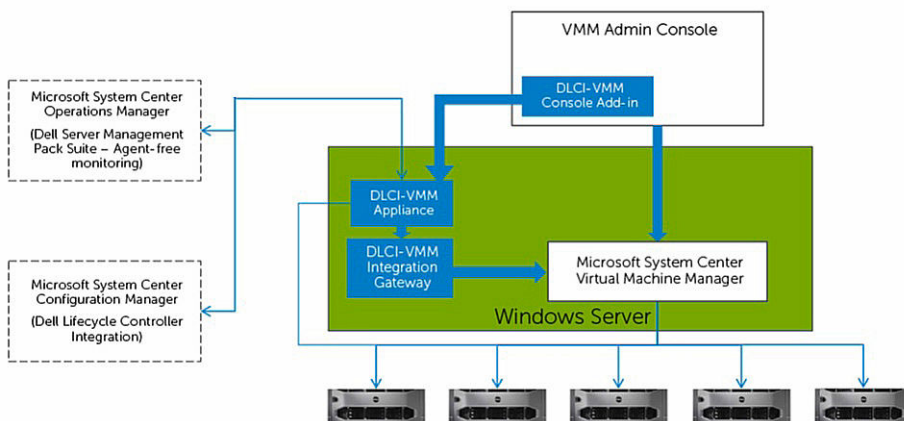 VMM Admin Console
DLCI-VMM
Console Add-in
Microsoft System Center
Operations Manager
(Dell Server Management
Pack Suite – Agent-free
monitoring)
DLCI-VMM
Appliance
DLCI-VMM
Integration
Gateway
Microsoft System Center
Virtual Machine Manager
Microsoft System Center
Configuration Manager
(Dell Lifecycle Controller
Integration)
Windows Server